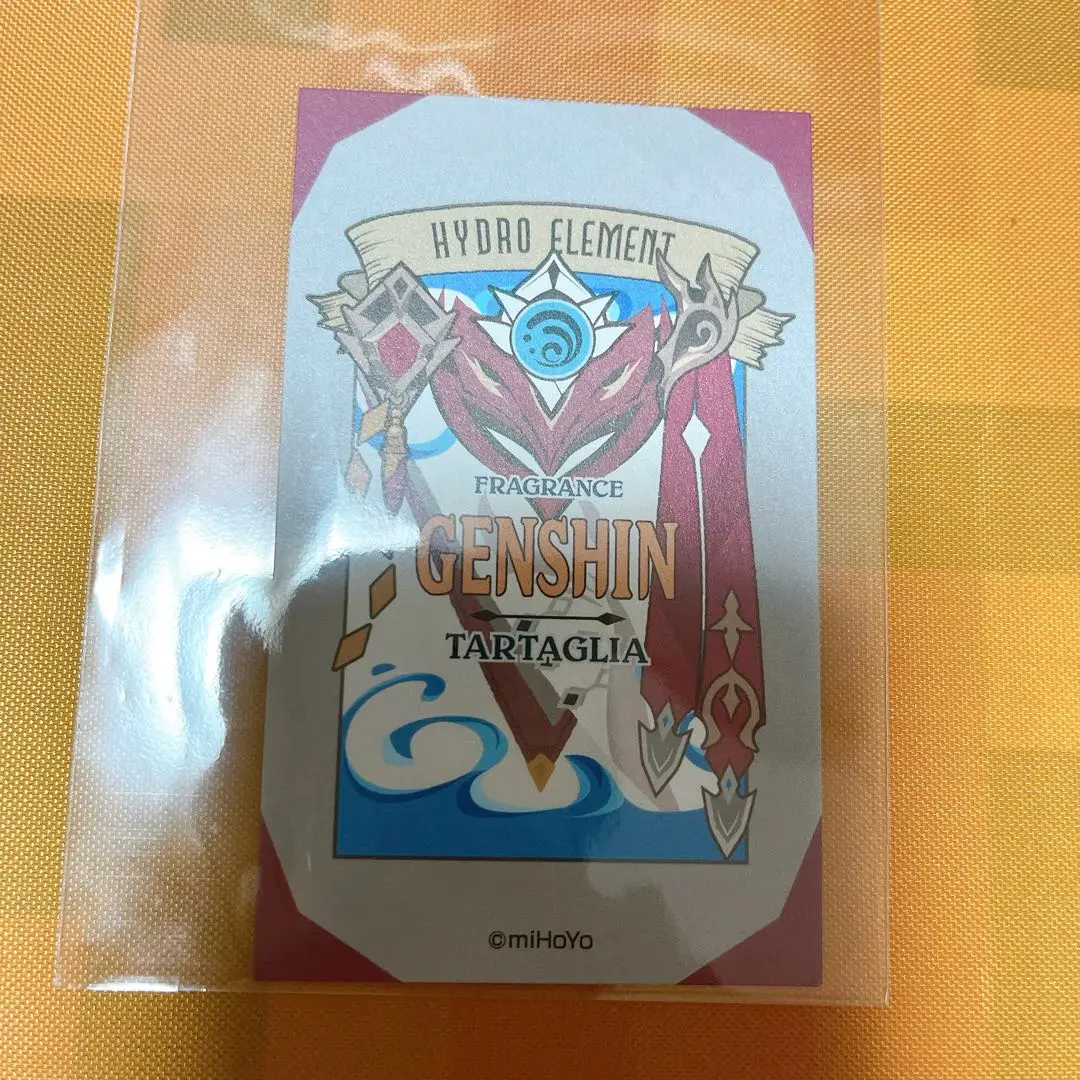 HYDRO ELEMENT
FRAGRANCE
GENSHIN
TARTAGLIA
©miHoYo